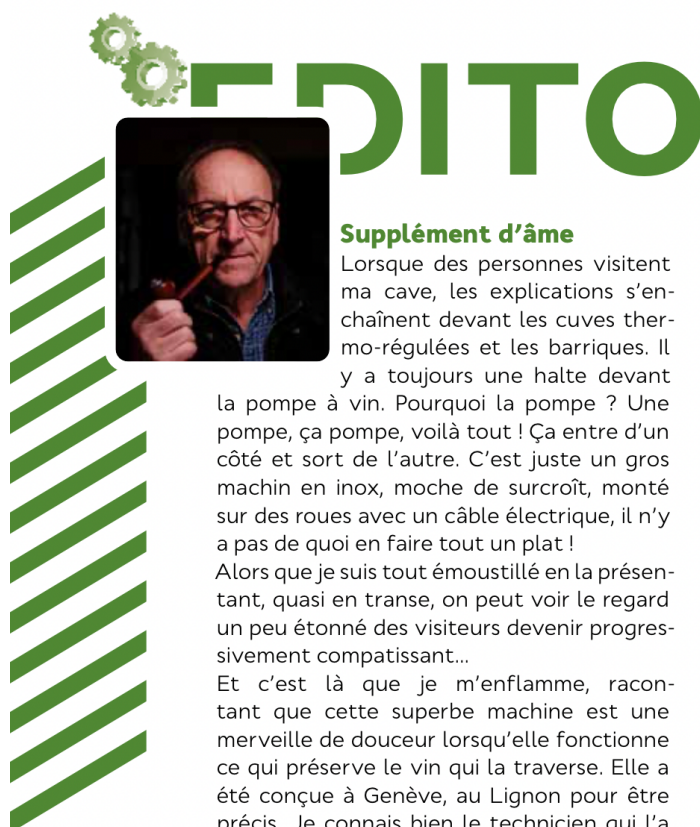 EDITO
Supplément d’âme
Lorsque des personnes visitent
ma cave, les explications s’en-
chaînent devant les cuves ther-
mo-régulées et les barriques. Il
y a toujours une halte devant
la pompe à vin. Pourquoi la pompe ? Une
pompe, ça pompe, voilà tout ! Ça entre d’un
côté et sort de l’autre. C’est juste un gros
machin en inox, moche de surcroît, monté
sur des roues avec un câble électrique, il n’y
a pas de quoi en faire tout un plat !
Alors que je suis tout émoustillé en la présen-
tant, quasi en transe, on peut voir le regard
un peu étonné des visiteurs devenir progres-
sivement compatissant...
Et c’est là que je m’enflamme, racon-
tant que cette superbe machine est une
merveille de douceur lorsqu’elle fonctionne
ce qui préserve le vin qui la traverse. Elle a
été conçue à Genève, au Lignon pour être
précis. Je connais bien le technicien qui l’a